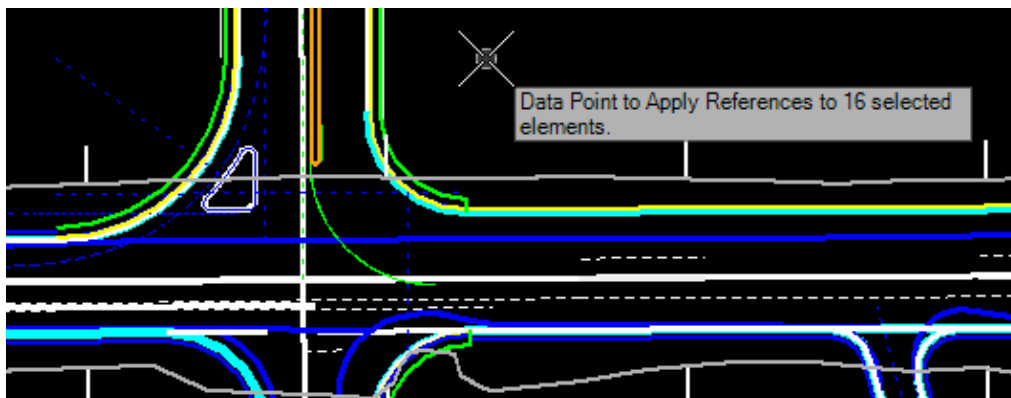 Data Point to Apply References to 16 selected
elements.